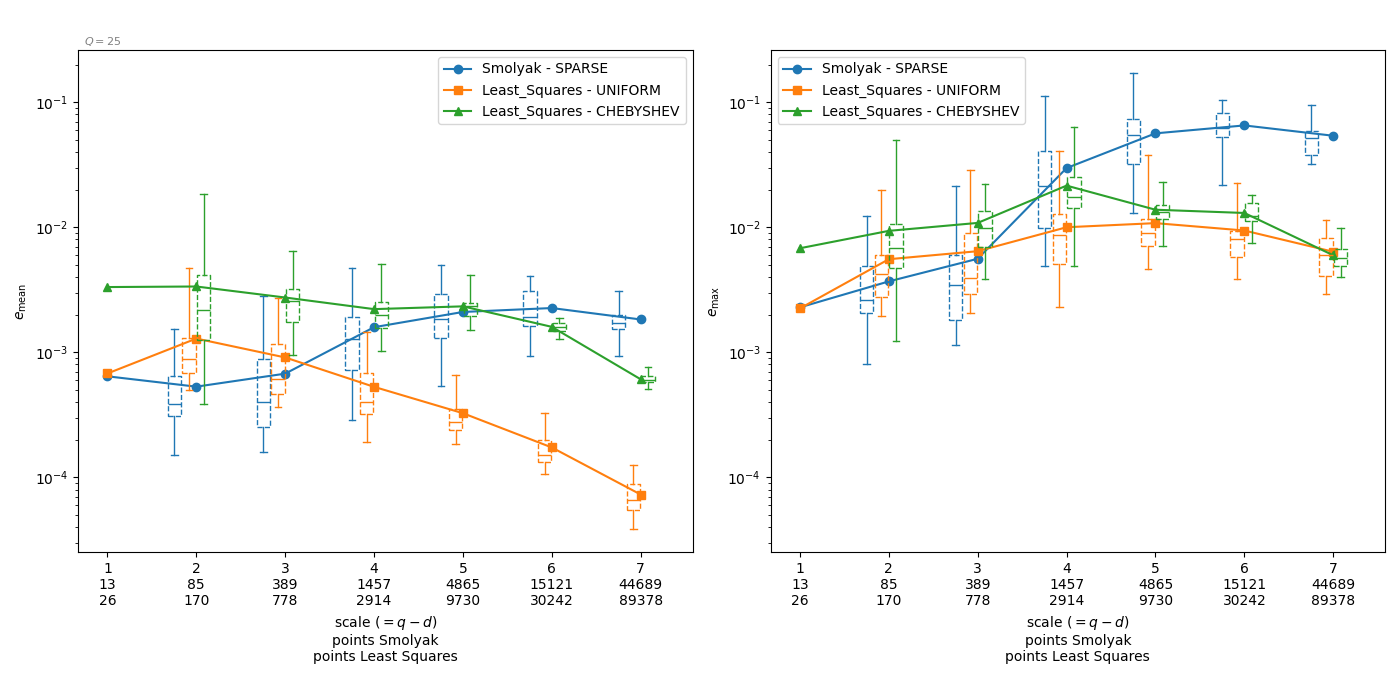 Q = 25
Smolyak - SPARSE
Least_Squares - UNIFORM
Least_Squares - CHEBYSHEV
10^{-1}
10^{-2}
10^{-3}
10^{-4}
e_mean
1 2 3 4 5 6 7
13 85 389 1457 4865 15121 44689
26 170 778 2914 9730 30242 89378
scale (= q − d)
points Smolyak
points Least Squares
Smolyak - SPARSE
Least_Squares - UNIFORM
Least_Squares - CHEBYSHEV
10^{-1}
10^{-2}
10^{-3}
10^{-4}
e_max
1 2 3 4 5 6 7
13 85 389 1457 4865 15121 44689
26 170 778 2914 9730 30242 89378
scale (= q − d)
points Smolyak
points Least Squares